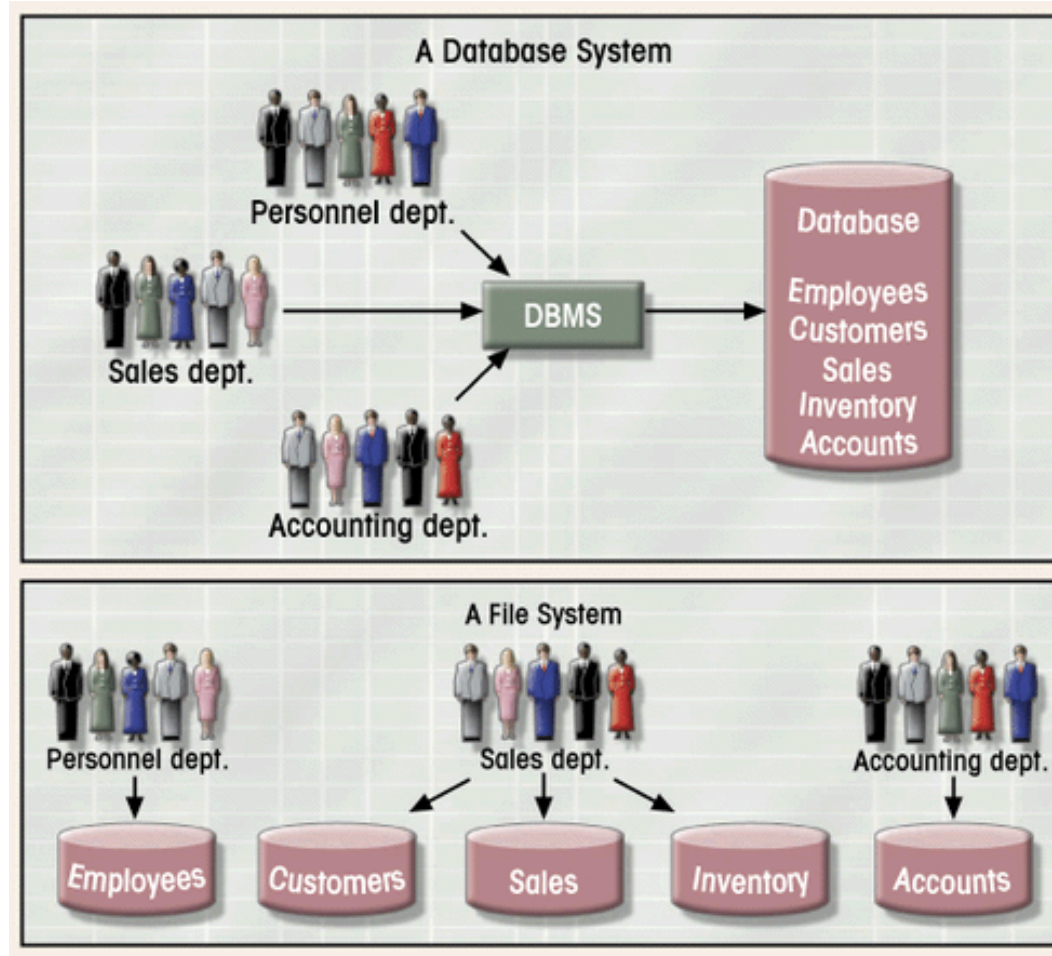 A Database System
Personnel dept.
Sales dept.
Accounting dept.
DBMS
Database
Employees
Customers
Sales
Inventory
Accounts
A File System
Personnel dept.
Sales dept.
Accounting dept.
Employees
Customers
Sales
Inventory
Accounts